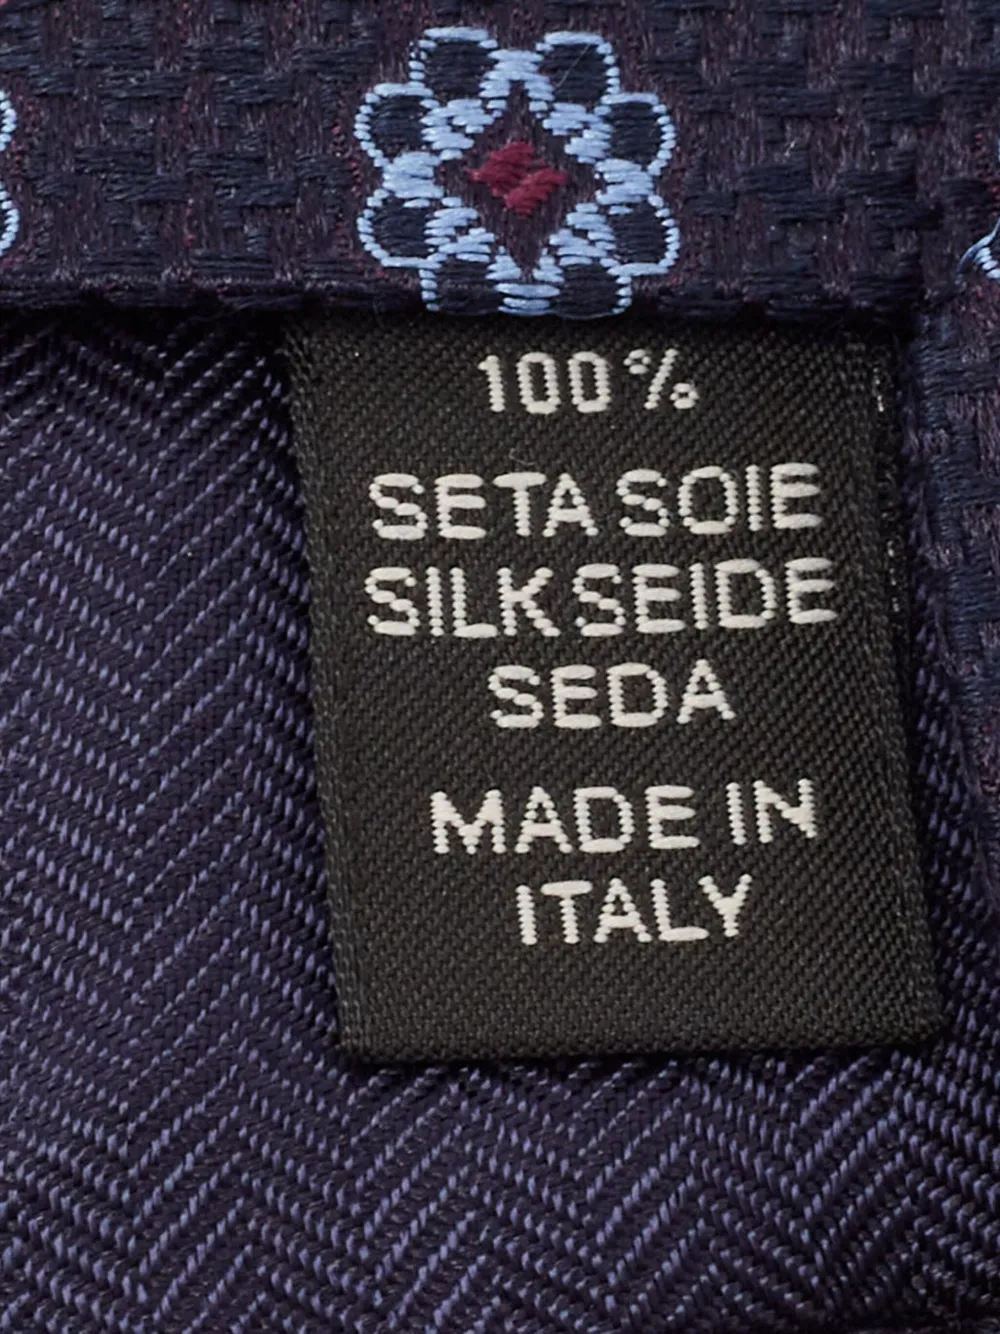 100%
SETA SOIE
SILK SEIDE
SEDA
MADE IN
ITALY